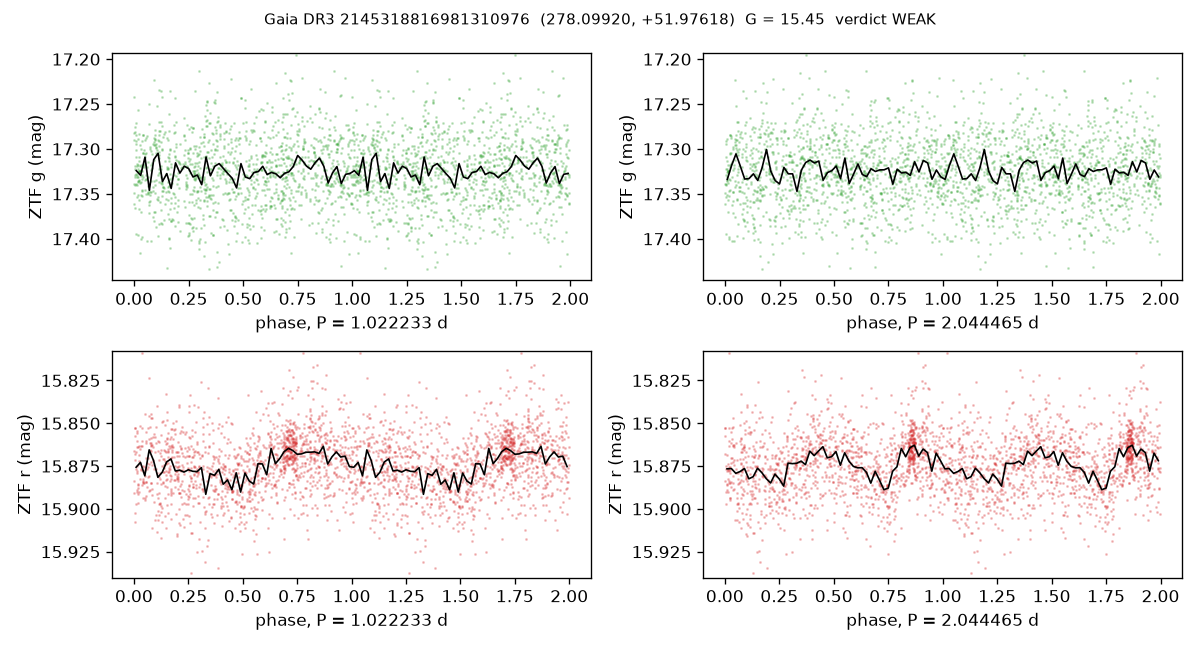 Gaia DR3 2145318816981310976  (278.09920, +51.97618)  G = 15.45  verdict WEAK
ZTF g (mag)
17.20
17.25
17.30
17.35
17.40
0.00 0.25 0.50 0.75 1.00 1.25 1.50 1.75 2.00
phase, P = 1.022233 d
ZTF g (mag)
17.20
17.25
17.30
17.35
17.40
0.00 0.25 0.50 0.75 1.00 1.25 1.50 1.75 2.00
phase, P = 2.044465 d
ZTF r (mag)
15.825
15.850
15.875
15.900
15.925
0.00 0.25 0.50 0.75 1.00 1.25 1.50 1.75 2.00
phase, P = 1.022233 d
ZTF r (mag)
15.825
15.850
15.875
15.900
15.925
0.00 0.25 0.50 0.75 1.00 1.25 1.50 1.75 2.00
phase, P = 2.044465 d